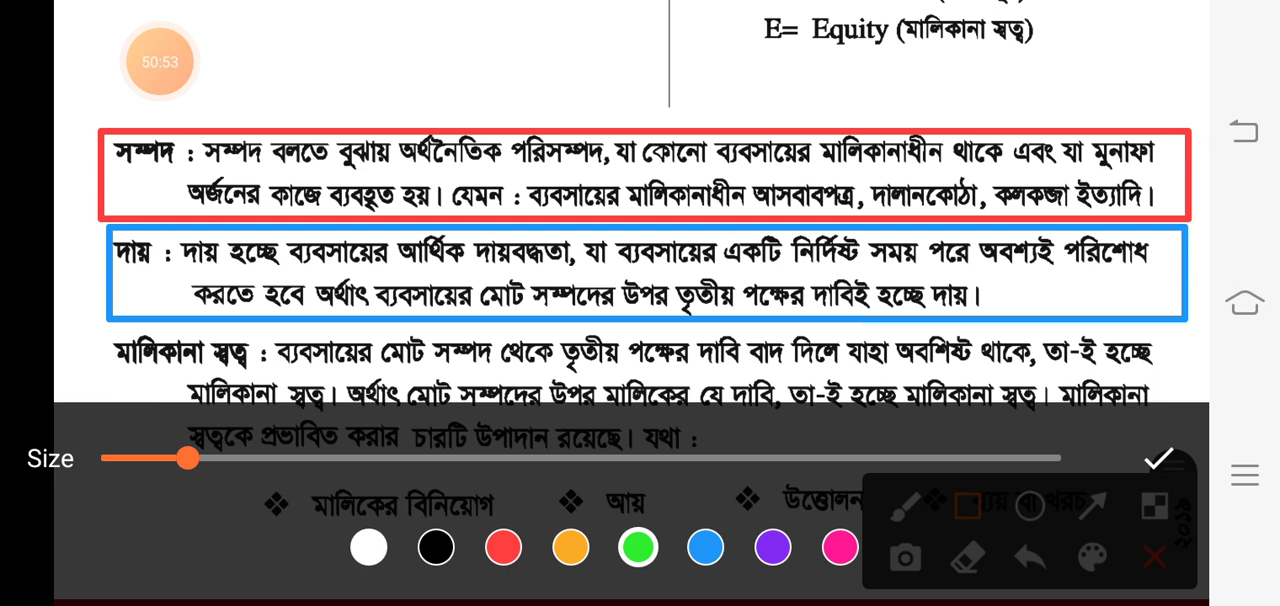 E= Equity (মালিকানা স্বত্ব)
50:53
সম্পদ : সম্পদ বলতে বুঝায় অর্থনৈতিক পরিসম্পদ, যা কোনো ব্যবসায়ের মালিকানাধীন থাকে এবং যা মুনাফা
অর্জনের কাজে ব্যবহৃত হয়। যেমন : ব্যবসায়ের মালিকানাধীন আসবাবপত্র, দালানকোঠা, কলকব্জা ইত্যাদি।
দায় : দায় হচ্ছে ব্যবসায়ের আর্থিক দায়বদ্ধতা, যা ব্যবসায়ের একটি নির্দিষ্ট সময় পরে অবশ্যই পরিশোধ
করতে হবে অর্থাৎ ব্যবসায়ের মোট সম্পদের উপর তৃতীয় পক্ষের দাবিই হচ্ছে দায়।
মালিকানা স্বত্ব : ব্যবসায়ের মোট সম্পদ থেকে তৃতীয় পক্ষের দাবি বাদ দিলে যাহা অবশিষ্ট থাকে, তা-ই হচ্ছে
মালিকানা স্বত্ব। অর্থাৎ মোট সম্পদের উপর মালিকের যে দাবি, তা-ই হচ্ছে মালিকানা স্বত্ব। মালিকানা
স্বত্বকে প্রভাবিত করার চারটি উপাদান রয়েছে। যথা :
Size
❖ মালিকের বিনিয়োগ ❖ আয় ❖ উত্তোলন ❖